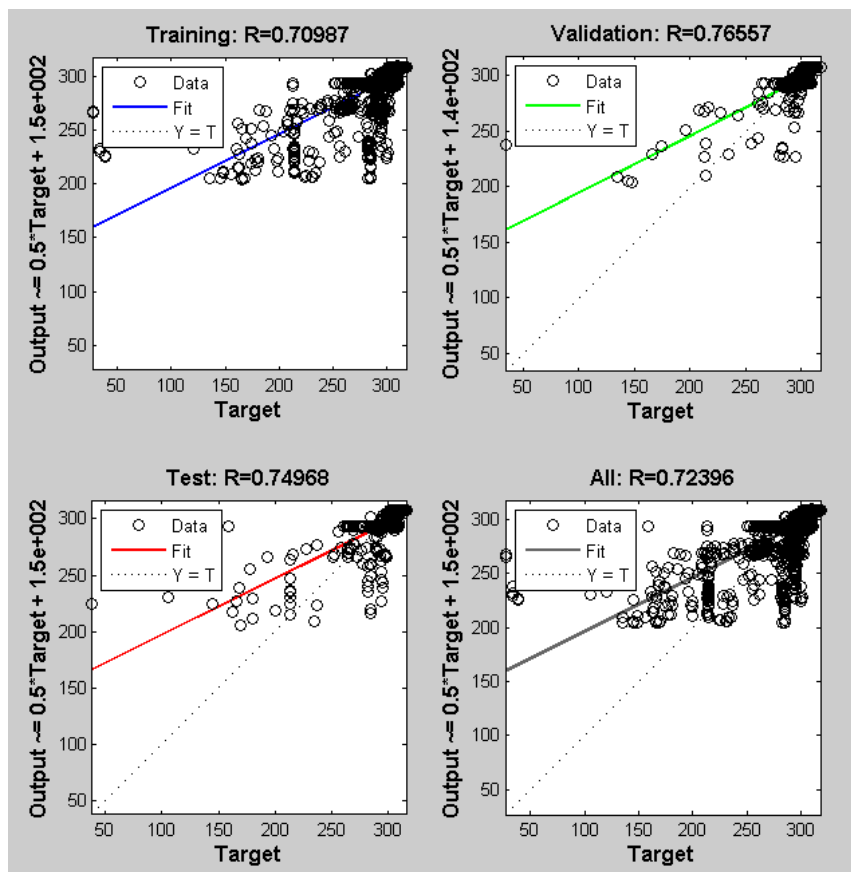 Training: R=0.70987
Output ~= 0.5*Target + 1.5e+002
300
250
200
150
100
50
Data
Fit
Y = T
50 100 150 200 250 300
Target
Validation: R=0.76557
Output ~= 0.51*Target + 1.4e+002
300
250
200
150
100
50
Data
Fit
Y = T
50 100 150 200 250 300
Target
Test: R=0.74968
Output ~= 0.5*Target + 1.5e+002
300
250
200
150
100
50
Data
Fit
Y = T
50 100 150 200 250 300
Target
All: R=0.72396
Output ~= 0.5*Target + 1.5e+002
300
250
200
150
100
50
Data
Fit
Y = T
50 100 150 200 250 300
Target